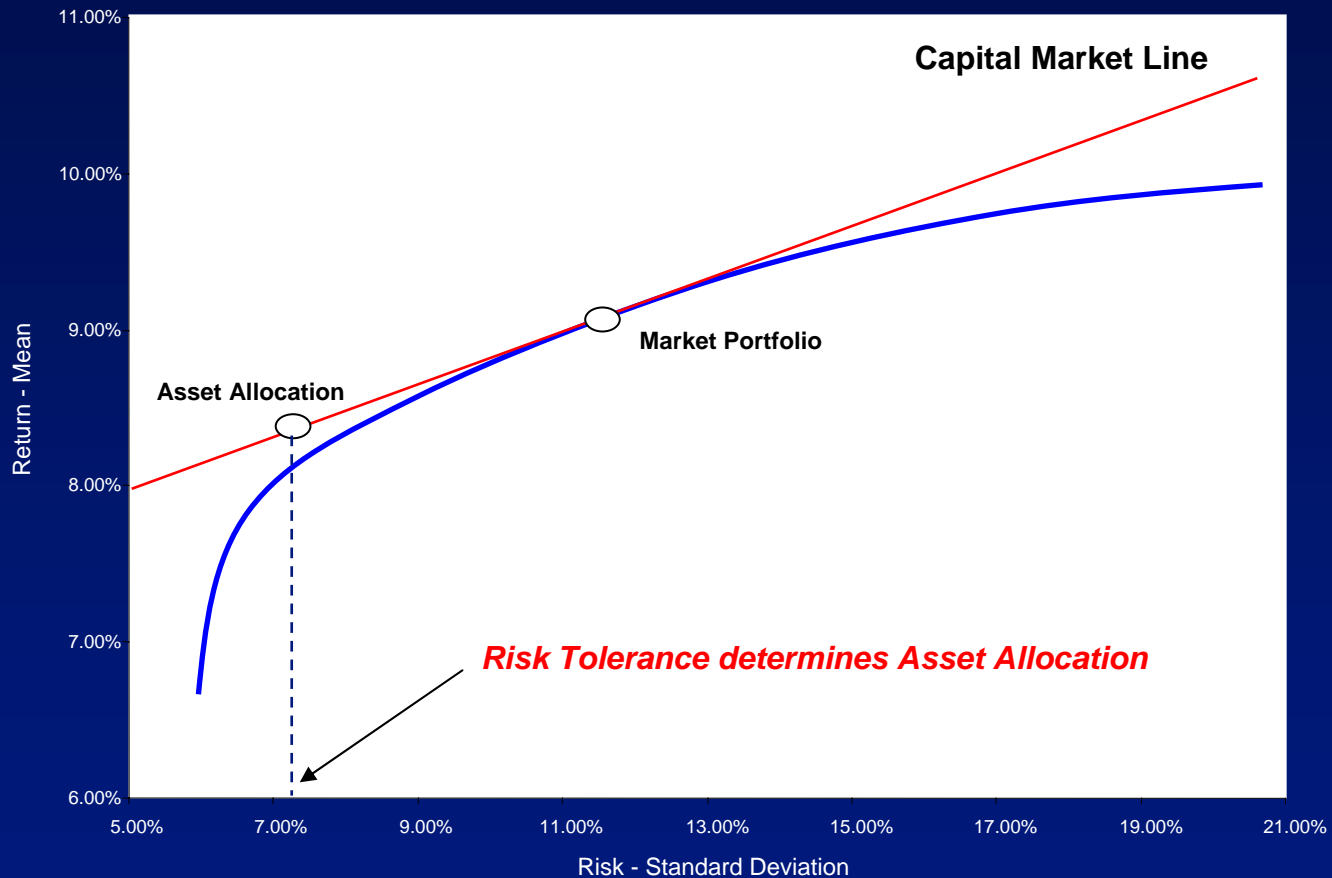 11.00%
Capital Market Line
10.00%
9.00%
Market Portfolio
Return - Mean
Asset Allocation
8.00%
7.00%
Risk Tolerance determines Asset Allocation
6.00%
5.00% 7.00% 9.00% 11.00% 13.00% 15.00% 17.00% 19.00% 21.00%
Risk - Standard Deviation